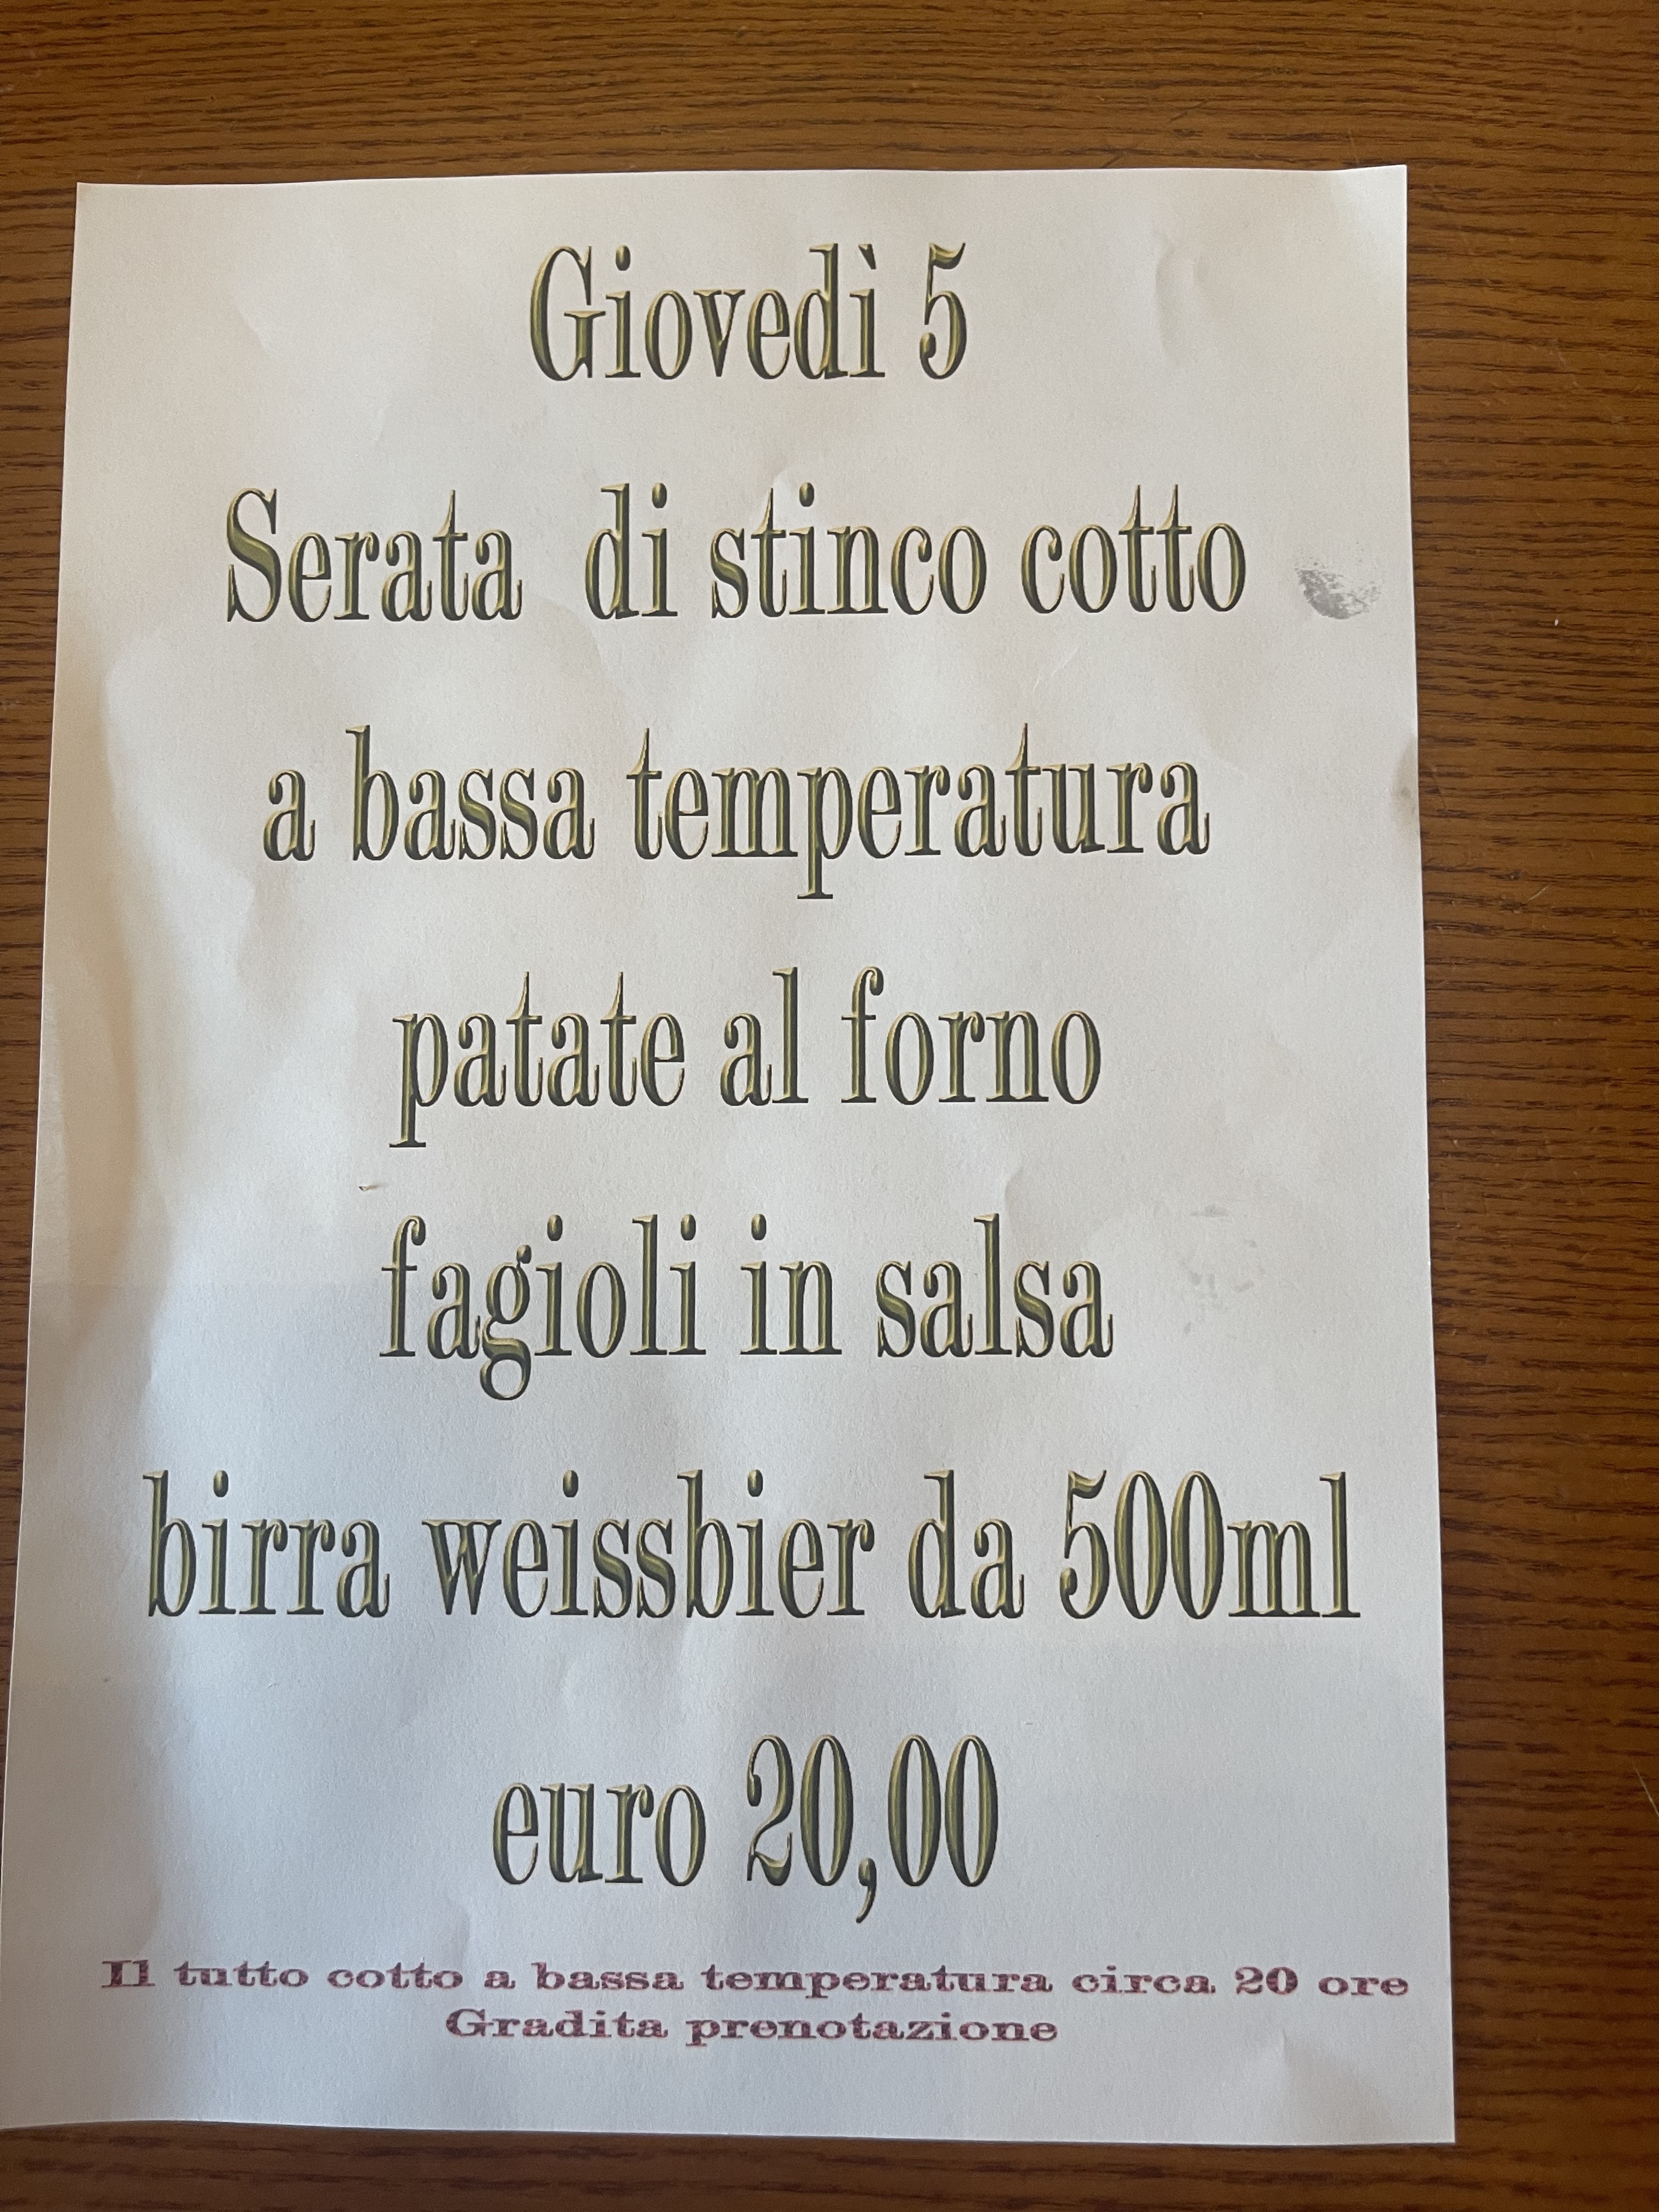 Giovedì 5
Serata di stinco cotto
a bassa temperatura
patate al forno
fagioli in salsa
birra weissbier da 500ml
euro 20,00
Il tutto cotto a bassa temperatura circa 20 ore
Gradita prenotazione